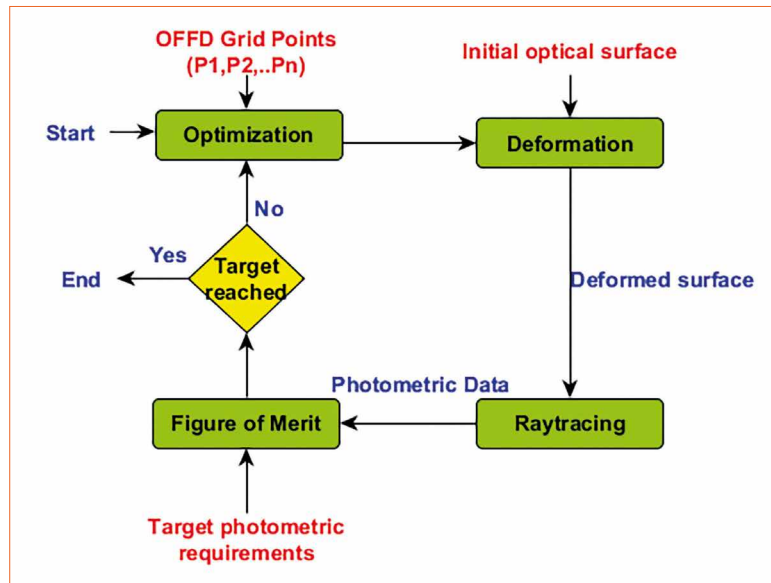 OFFD Grid Points
(P1,P2,..Pn)
Initial optical surface
Start
Optimization
Deformation
No
Yes
End
Target
reached
Deformed surface
Photometric Data
Figure of Merit
Raytracing
Target photometric
requirements